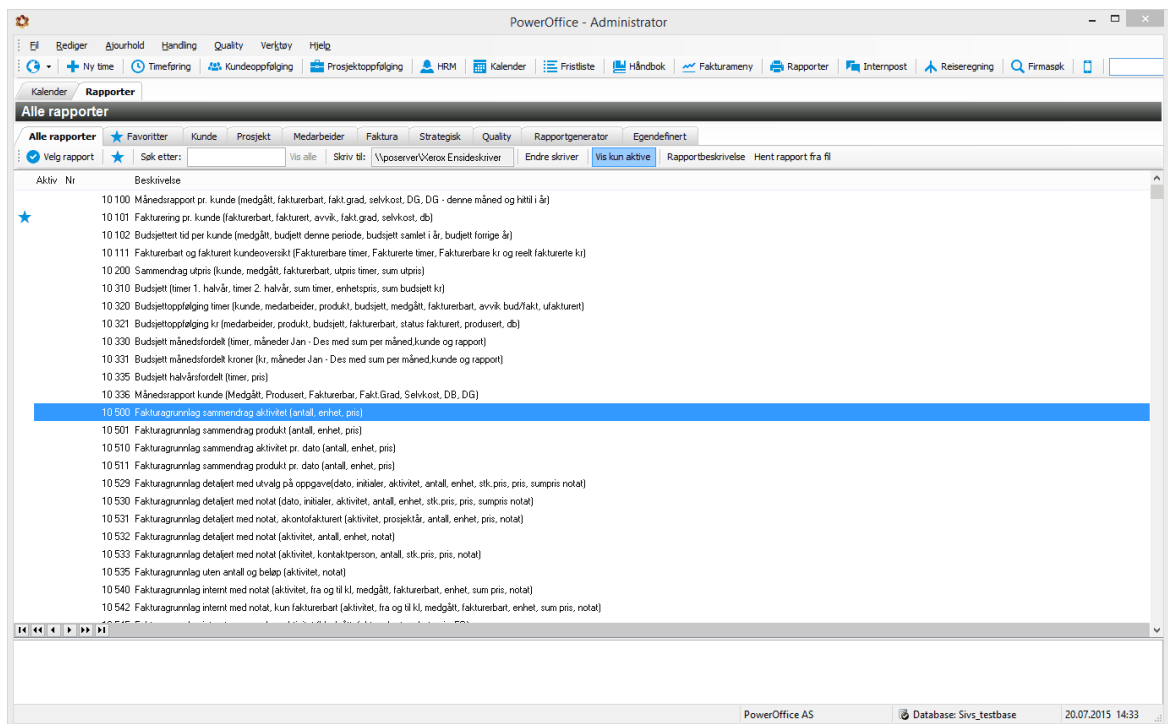 PowerOffice - Administrator
Fil Rediger Ajourhold Handling Quality Verktøy Hjelp
Ny time Timeføring Kundeoppfølging Prosjektoppfølging HRM Kalender Fristliste Håndbok Fakturameny Rapporter Internpost Reiseregning Firmasøk
Kalender Rapporter
Alle rapporter
Alle rapporter Favoritter Kunde Prosjekt Medarbeider Faktura Strategisk Quality Rapportgenerator Egendefinert
Velg rapport Søk etter: Vis alle Skriv til: \\poserver\Xerox Ensideskriver Endre skriver Vis kun aktive Rapportbeskrivelse Hent rapport fra fil
Aktiv Nr Beskrivelse
10 100 Månedsrapport pr. kunde (medgått, fakturerbart, fakt.grad, selvkost, DG, DG - denne måned og hittil i år)
10 101 Fakturering pr. kunde (fakturerbart, fakturert, avvik, fakt.grad, selvkost, db)
10 102 Budsjettert tid per kunde (medgått, budjett denne periode, budsjett samlet i år, budjett forrige år)
10 111 Fakturerbart og fakturert kundeoversikt (Fakturerbare timer, Fakturerte timer, Fakturerbare kr og reelt fakturerte kr)
10 200 Sammendrag utpris (kunde, medgått, fakturerbart, utpris timer, sum utpris)
10 310 Budsjett (timer 1. halvår, timer 2. halvår, sum timer, enhetspris, sum budsjett kr)
10 320 Budsjettoppfølging timer (kunde, medarbeider, produkt, budsjett, medgått, fakturerbart, avvik bud/fakt, ufakturert)
10 321 Budsjettoppfølging kr (medarbeider, produkt, budsjett, fakturerbart, status fakturert, produsert, db)
10 330 Budsjett månedsfordelt (timer, måneder Jan - Des med sum per måned,kunde og rapport)
10 331 Budsjett månedsfordelt kroner (kr, måneder Jan - Des med sum per måned,kunde og rapport)
10 335 Budsjett halvårsfordelt (timer, pris)
10 336 Månedsrapport kunde (Medgått, Produsert, Fakturerbar, Fakt.Grad, Selvkost, DB, DG)
10 500 Fakturagrunnlag sammendrag aktivitet (antall, enhet, pris)
10 501 Fakturagrunnlag sammendrag produkt (antall, enhet, pris)
10 510 Fakturagrunnlag sammendrag aktivitet pr. dato (antall, enhet, pris)
10 511 Fakturagrunnlag sammendrag produkt pr. dato (antall, enhet, pris)
10 529 Fakturagrunnlag detaljert med utvalg på oppgave(dato, initialer, aktivitet, antall, enhet, stk.pris, pris, sumpris notat)
10 530 Fakturagrunnlag detaljert med notat (dato, initialer, aktivitet, antall, enhet, stk.pris, pris, sumpris notat)
10 531 Fakturagrunnlag detaljert med notat, akontofakturert (aktivitet, prosjektår, antall, enhet, pris, notat)
10 532 Fakturagrunnlag detaljert med notat (aktivitet, antall, enhet, notat)
10 533 Fakturagrunnlag detaljert med notat (aktivitet, kontaktperson, antall, stk.pris, pris, notat)
10 535 Fakturagrunnlag uten antall og beløp (aktivitet, notat)
10 540 Fakturagrunnlag internt med notat (aktivitet, fra og til kl, medgått, fakturerbart, enhet, sum pris, notat)
10 542 Fakturagrunnlag internt med notat, kun fakturerbart (aktivitet, fra og til kl, medgått, fakturerbart, enhet, sum pris, notat)
PowerOffice AS Database: Sivs_testbase 20.07.2015 14:33